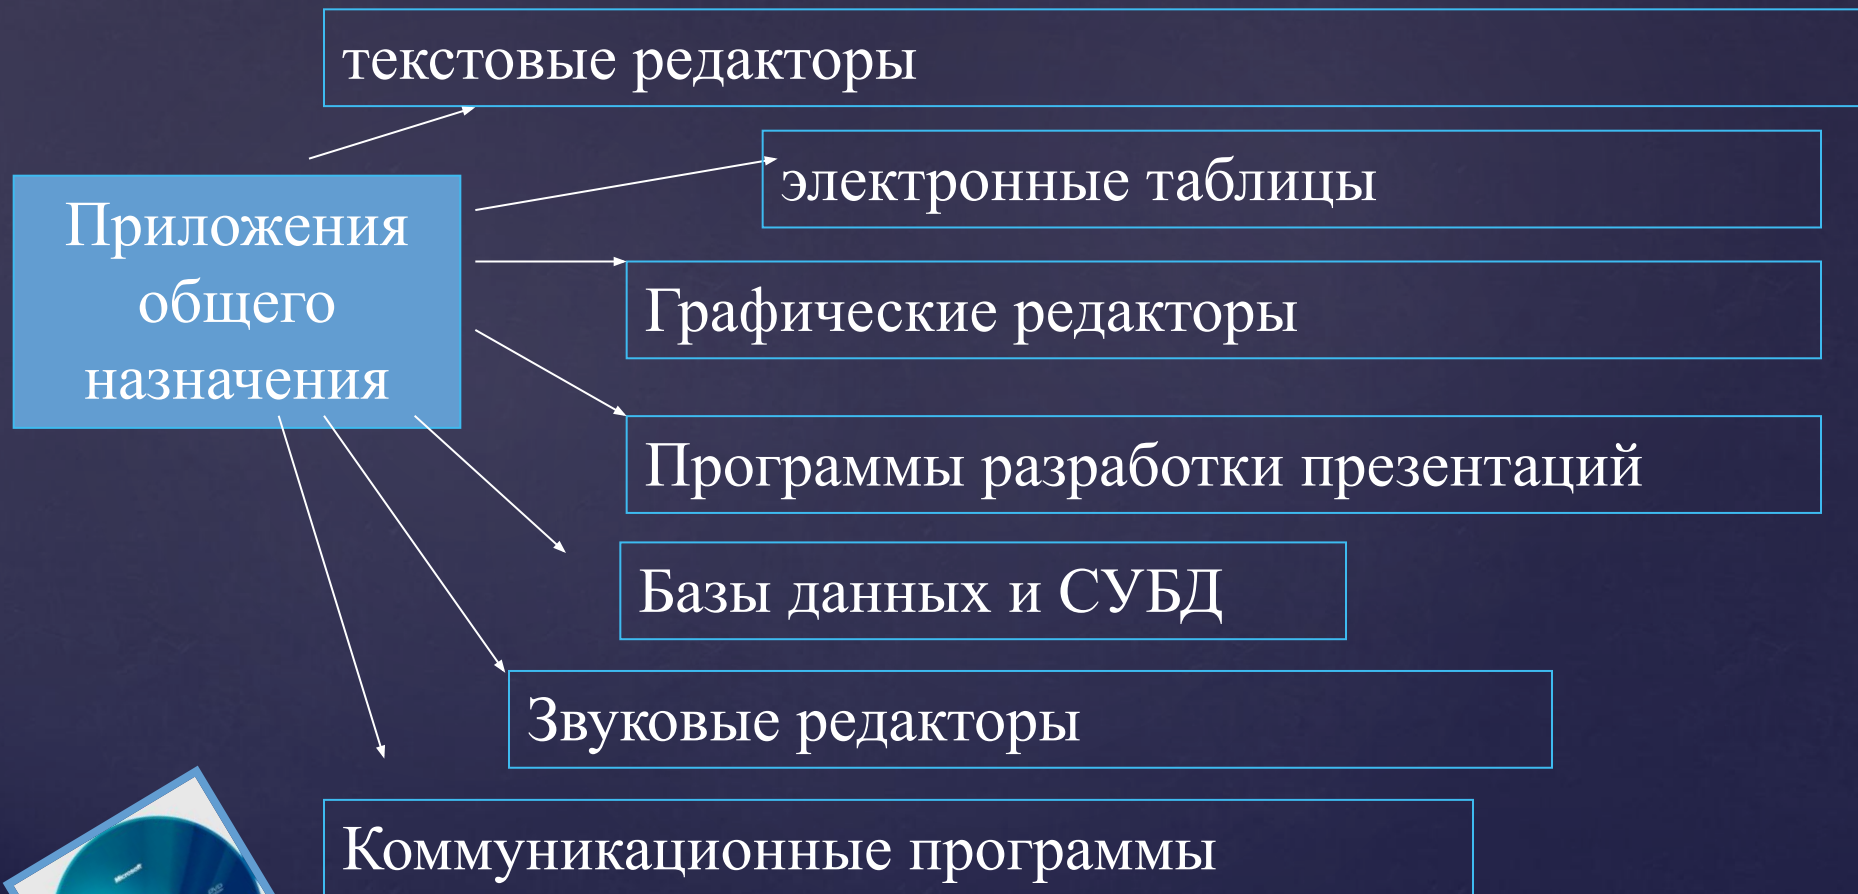 текстовые редакторы
электронные таблицы
Приложения
общего
назначения
Графические редакторы
Программы разработки презентаций
Базы данных и СУБД
Звуковые редакторы
Коммуникационные программы
Microsoft